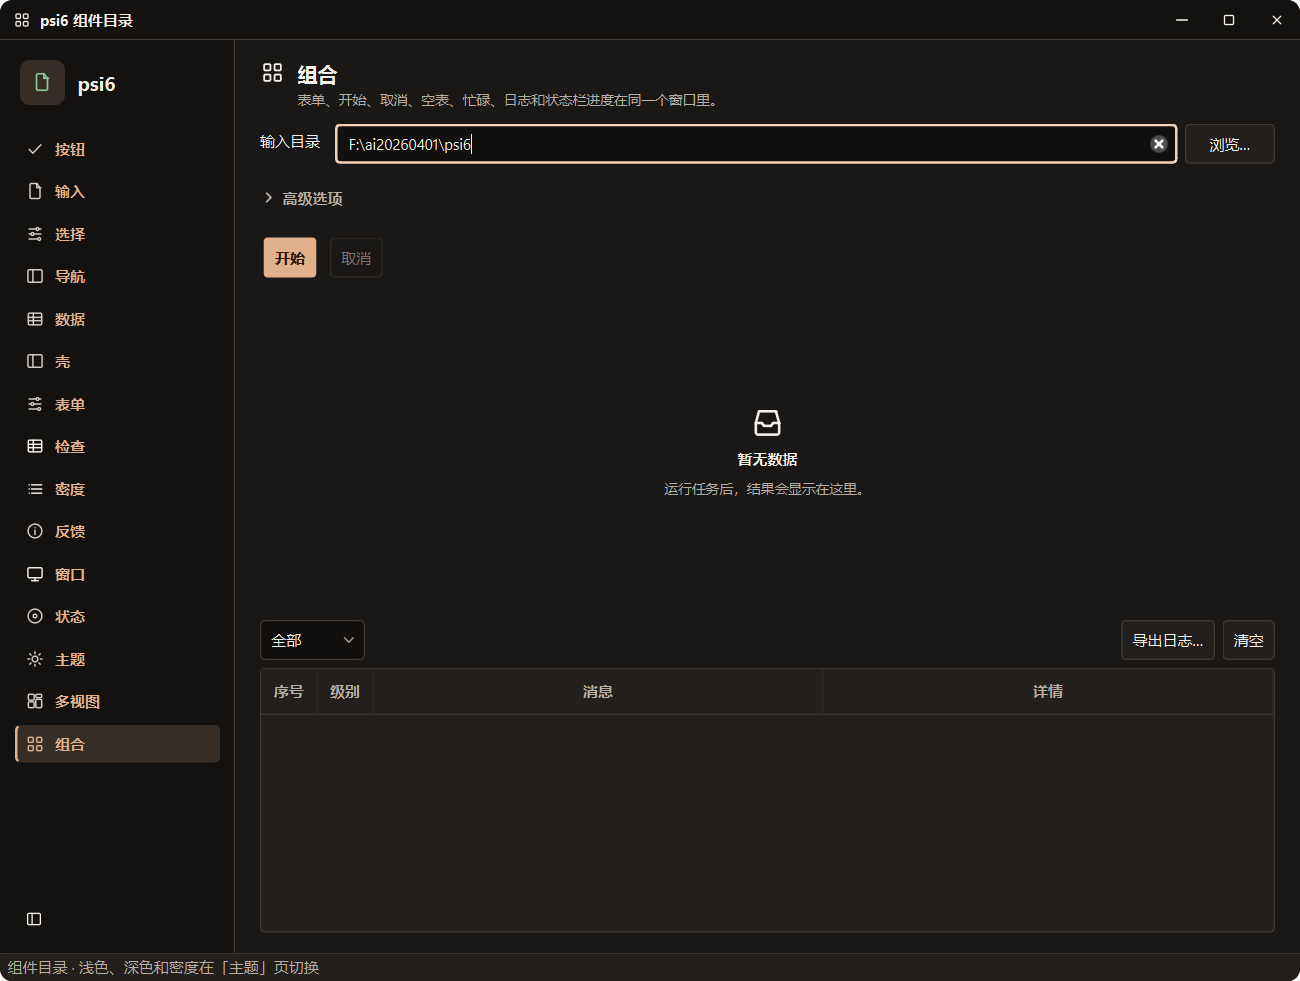 psi6 组件目录
psi6
按钮
输入
选择
导航
数据
壳
表单
检查
密度
反馈
窗口
状态
主题
多视图
组合
组合
表单、开始、取消、空表、忙碌、日志和状态栏进度在同一个窗口里。
输入目录 F:\ai20260401\psi6 浏览...
高级选项
开始 取消
暂无数据
运行任务后，结果会显示在这里。
全部 导出日志... 清空
序号 级别 消息 详情
组件目录 · 浅色、深色和密度在「主题」页切换